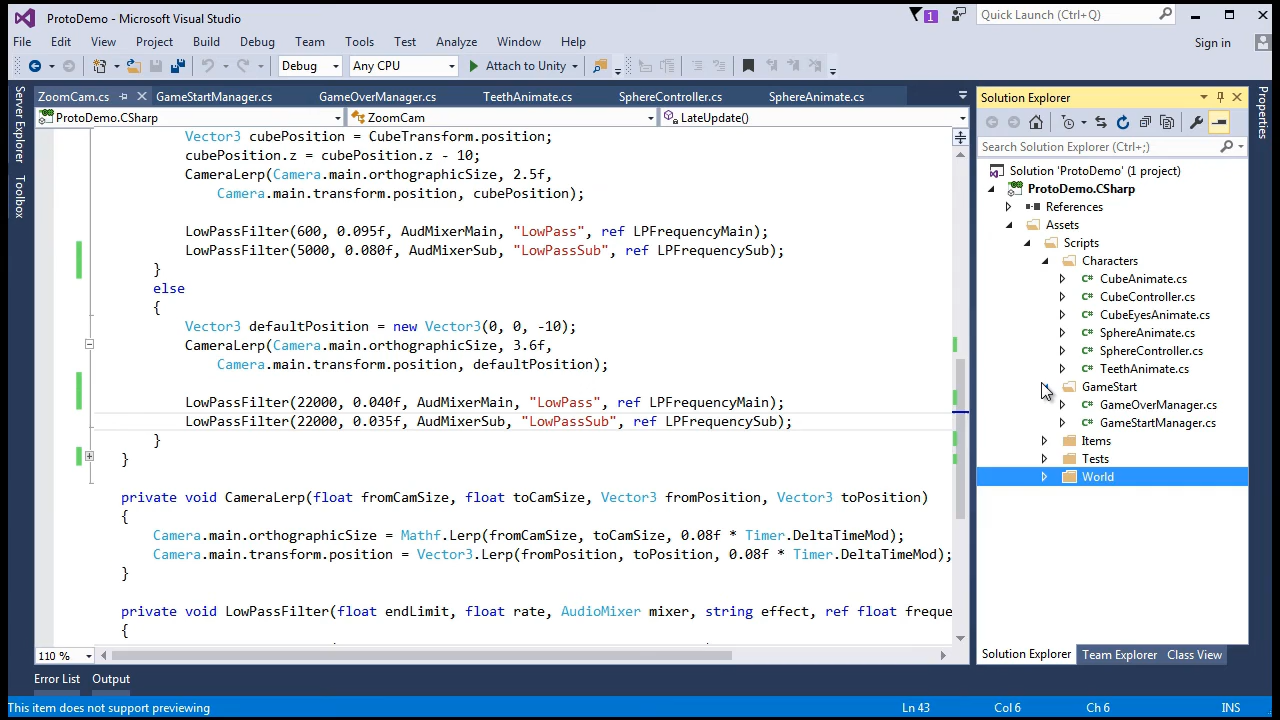 ProtoDemo - Microsoft Visual Studio
1
Quick Launch (Ctrl+Q)
File Edit View Project Build Debug Team Tools Test Analyze Window Help
Sign in
Debug Any CPU Attach to Unity
Server Explorer
Toolbox
ZoomCam.cs GameStartManager.cs GameOverManager.cs TeethAnimate.cs SphereController.cs SphereAnimate.cs
ProtoDemo.CSharp ZoomCam LateUpdate()
Vector3 cubePosition = CubeTransform.position;
cubePosition.z = cubePosition.z - 10;
CameraLerp(Camera.main.orthographicSize, 2.5f,
Camera.main.transform.position, cubePosition);
LowPassFilter(600, 0.095f, AudMixerMain, "LowPass", ref LPFrequencyMain);
LowPassFilter(5000, 0.080f, AudMixerSub, "LowPassSub", ref LPFrequencySub);
}
else
{
Vector3 defaultPosition = new Vector3(0, 0, -10);
CameraLerp(Camera.main.orthographicSize, 3.6f,
Camera.main.transform.position, defaultPosition);
LowPassFilter(22000, 0.040f, AudMixerMain, "LowPass", ref LPFrequencyMain);
LowPassFilter(22000, 0.035f, AudMixerSub, "LowPassSub", ref LPFrequencySub);
}
}
private void CameraLerp(float fromCamSize, float toCamSize, Vector3 fromPosition, Vector3 toPosition)
{
Camera.main.orthographicSize = Mathf.Lerp(fromCamSize, toCamSize, 0.08f * Timer.DeltaTimeMod);
Camera.main.transform.position = Vector3.Lerp(fromPosition, toPosition, 0.08f * Timer.DeltaTimeMod);
}
private void LowPassFilter(float endLimit, float rate, AudioMixer mixer, string effect, ref float freque
{
110 %
Solution Explorer
Search Solution Explorer (Ctrl+;)
Solution 'ProtoDemo' (1 project)
ProtoDemo.CSharp
References
Assets
Scripts
Characters
CubeAnimate.cs
CubeController.cs
CubeEyesAnimate.cs
SphereAnimate.cs
SphereController.cs
TeethAnimate.cs
GameStart
GameOverManager.cs
GameStartManager.cs
Items
Tests
World
Solution Explorer Team Explorer Class View
Properties
Error List Output
This item does not support previewing Ln 43 Col 6 Ch 6 INS